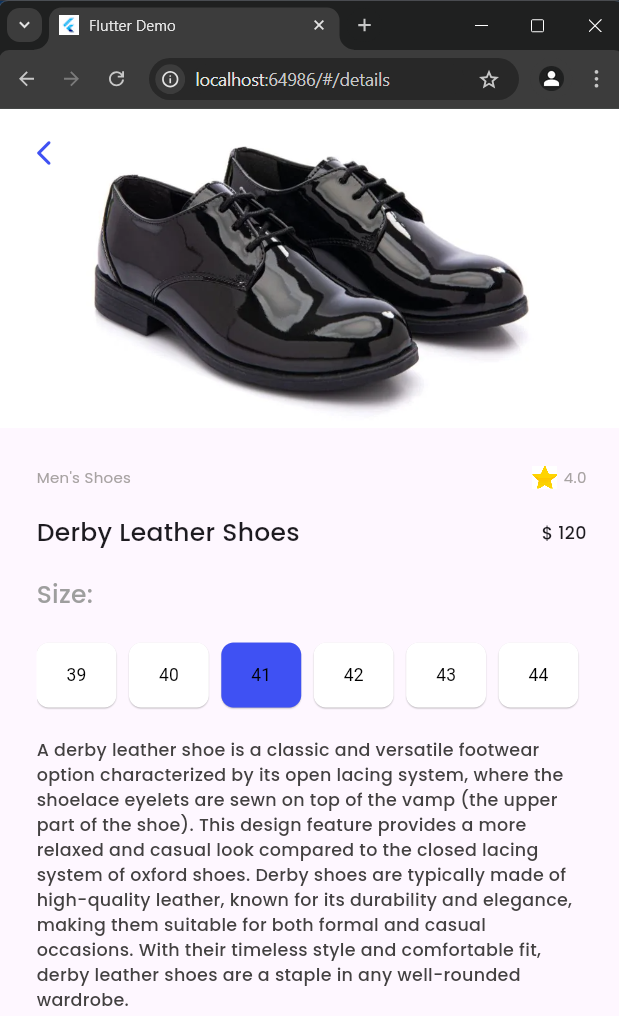 Flutter Demo
localhost:64986/#/details
Men's Shoes
4.0
Derby Leather Shoes
$ 120
Size:
39 40 41 42 43 44
A derby leather shoe is a classic and versatile footwear
option characterized by its open lacing system, where the
shoelace eyelets are sewn on top of the vamp (the upper
part of the shoe). This design feature provides a more
relaxed and casual look compared to the closed lacing
system of oxford shoes. Derby shoes are typically made of
high-quality leather, known for its durability and elegance,
making them suitable for both formal and casual
occasions. With their timeless style and comfortable fit,
derby leather shoes are a staple in any well-rounded
wardrobe.